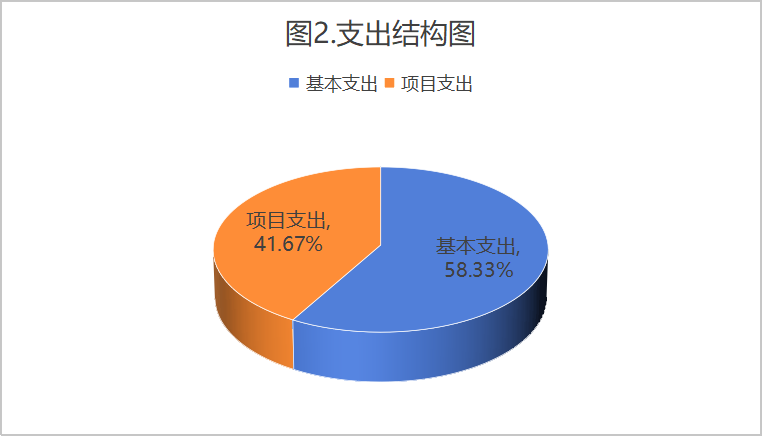 图2.支出结构图
基本支出 项目支出
项目支出,
41.67%
基本支出,
58.33%